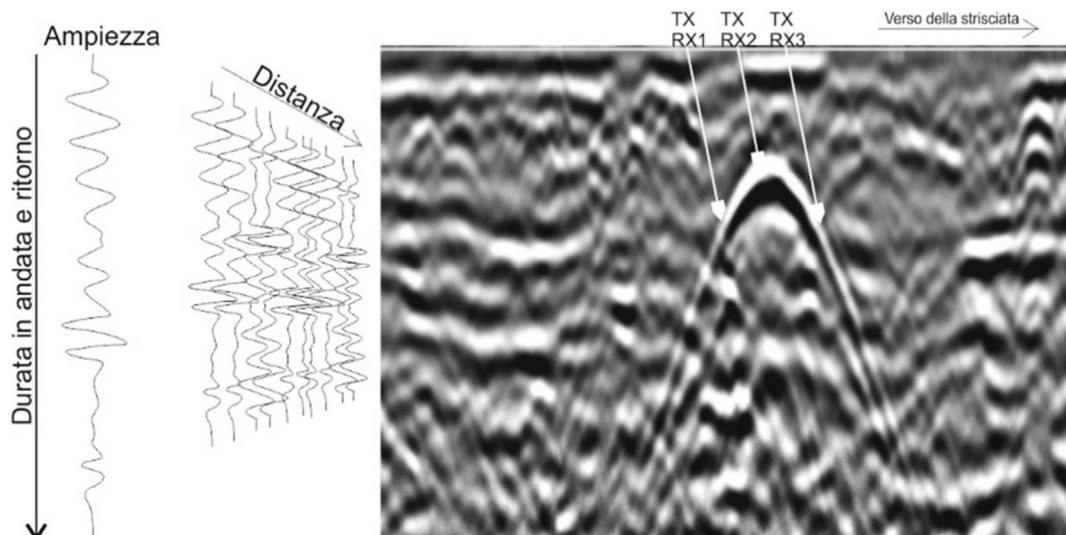 Ampiezza
Durata in andata e ritorno
Distanza
TX TX TX
RX1 RX2 RX3
Verso della strisciata